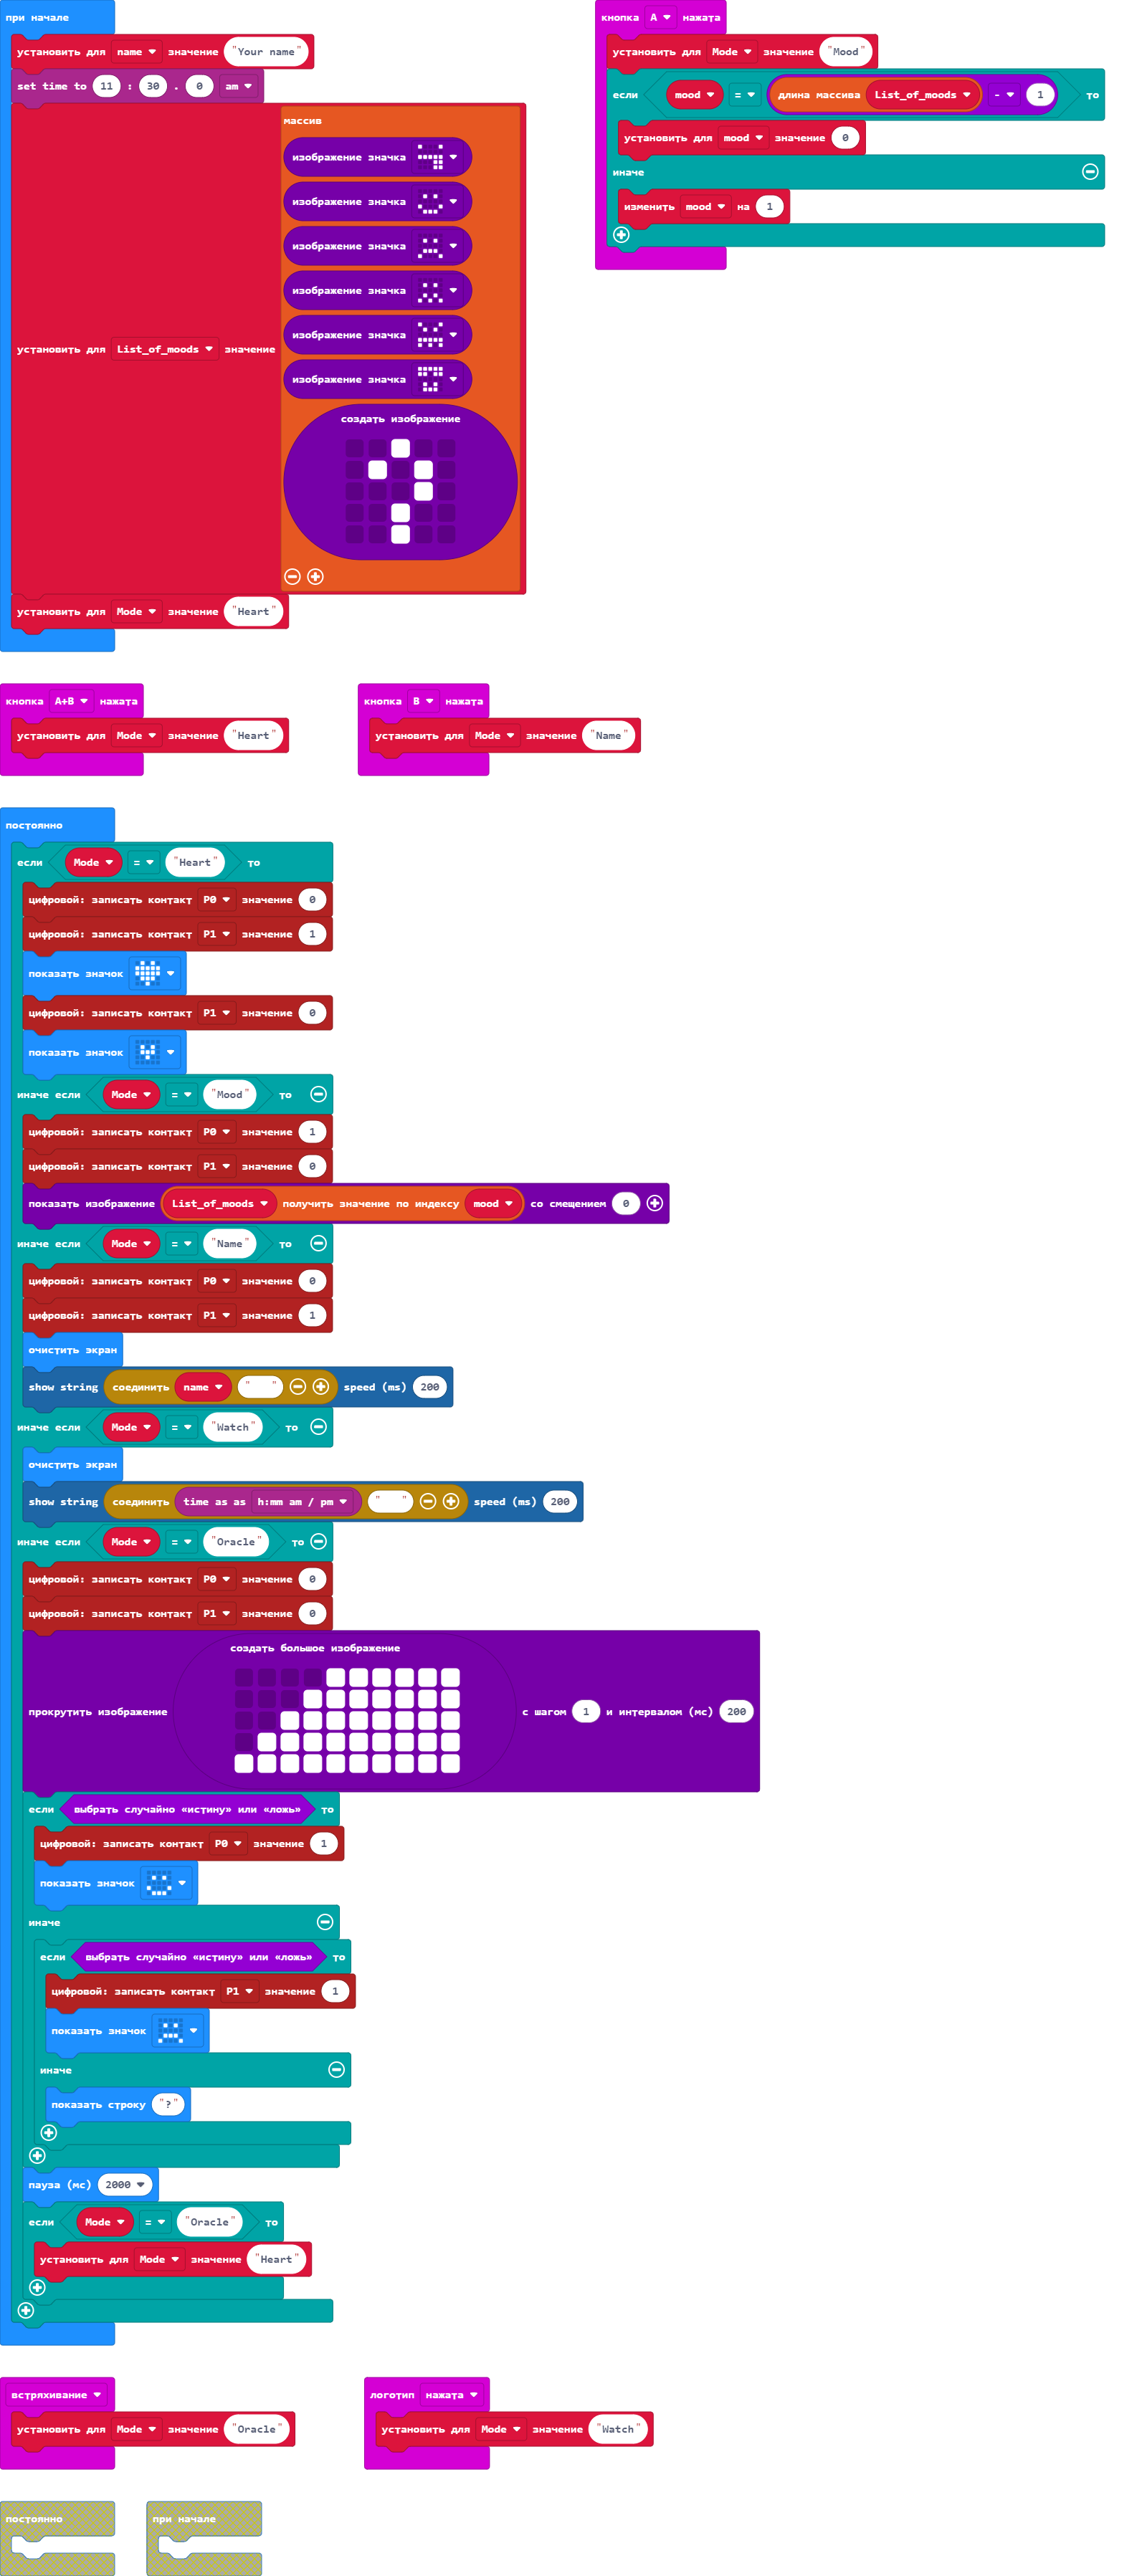 при начале
установить для name значение "Your name"
set time to 11 : 30 . 0 am
массив
изображение значка
изображение значка
изображение значка
изображение значка
установить для List_of_moods значение
изображение значка
изображение значка
создать изображение
установить для Mode значение "Heart"
кнопка A нажата
установить для Mode значение "Mood"
если mood = длина массива List_of_moods - 1 то
установить для mood значение 0
иначе
изменить mood на 1
кнопка A+B нажата
установить для Mode значение "Heart"
кнопка B нажата
установить для Mode значение "Name"
постоянно
если Mode = "Heart" то
цифровой: записать контакт P0 значение 0
цифровой: записать контакт P1 значение 1
показать значок
цифровой: записать контакт P1 значение 0
показать значок
иначе если Mode = "Mood" то
цифровой: записать контакт P0 значение 1
цифровой: записать контакт P1 значение 0
показать изображение List_of_moods получить значение по индексу mood со смещением 0
иначе если Mode = "Name" то
цифровой: записать контакт P0 значение 0
цифровой: записать контакт P1 значение 1
очистить экран
show string соединить name " " speed (ms) 200
иначе если Mode = "Watch" то
очистить экран
show string соединить time as as h:mm am / pm " " speed (ms) 200
иначе если Mode = "Oracle" то
цифровой: записать контакт P0 значение 0
цифровой: записать контакт P1 значение 0
создать большое изображение
прокрутить изображение с шагом 1 и интервалом (мс) 200
если выбрать случайно «истину» или «ложь» то
цифровой: записать контакт P0 значение 1
показать значок
иначе
если выбрать случайно «истину» или «ложь» то
цифровой: записать контакт P1 значение 1
показать значок
иначе
показать строку "?"
пауза (мс) 2000
если Mode = "Oracle" то
установить для Mode значение "Heart"
встряхивание
установить для Mode значение "Oracle"
логотип нажата
установить для Mode значение "Watch"
постоянно
при начале